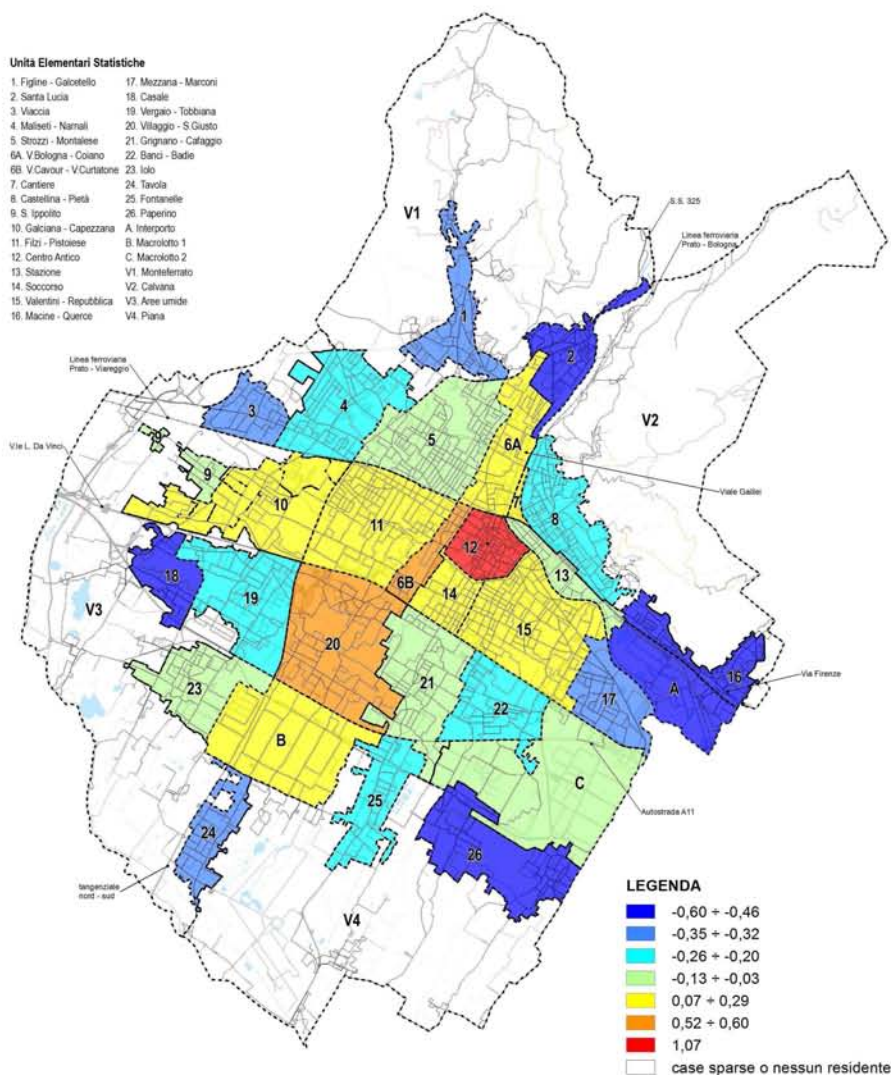 Unità Elementari Statistiche
1. Figline - Galcetello
2. Santa Lucia
3. Viaccia
4. Maliseti - Narnali
5. Strozzi - Montalese
6A. V.Bologna - Coiano
6B. V.Cavour - V.Curtatone
7. Cantiere
8. Castellina - Pietà
9. S. Ippolito
10. Galciana - Capezzana
11. Filzi - Pistoiese
12. Centro Antico
13. Stazione
14. Soccorso
15. Valentini - Repubblica
16. Macine - Querce
17. Mezzana - Marconi
18. Casale
19. Vergaio - Tobbiana
20. Villaggio - S.Giusto
21. Grignano - Cafaggio
22. Banci - Badie
23. Iolo
24. Tavola
25. Fontanelle
26. Paperino
A. Interporto
B. Macrolotto 1
C. Macrolotto 2
V1. Monteferrato
V2. Calvana
V3. Aree umide
V4. Piana
S.S. 325
V1
Linea ferroviaria
Prato - Bologna
1
2
Linea ferroviaria
Prato - Viareggio
3
4
V2
5
6A
9
V.le L. Da Vinci
9
Viale Galilei
10
8
11
12
13
18
6B
19
14
V3
15
20
16
Via Firenze
23
21
A
17
22
B
C
25
Autostrada A11
24
26
tangenziale
nord - sud
V4
LEGENDA
-0,60 ÷ -0,46
-0,35 ÷ -0,32
-0,26 ÷ -0,20
-0,13 ÷ -0,03
0,07 ÷ 0,29
0,52 ÷ 0,60
1,07
case sparse o nessun residente